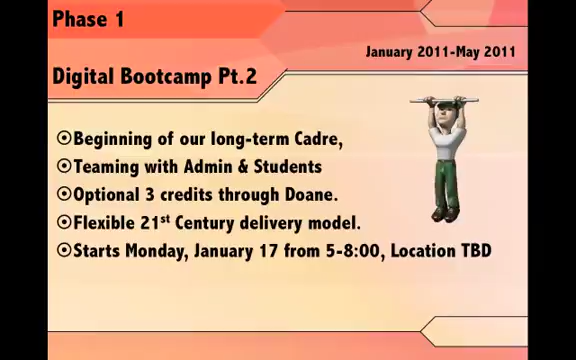 Phase 1
January 2011-May 2011
Digital Bootcamp Pt.2
Beginning of our long-term Cadre,
Teaming with Admin & Students
Optional 3 credits through Doane.
Flexible 21st Century delivery model.
Starts Monday, January 17 from 5-8:00, Location TBD